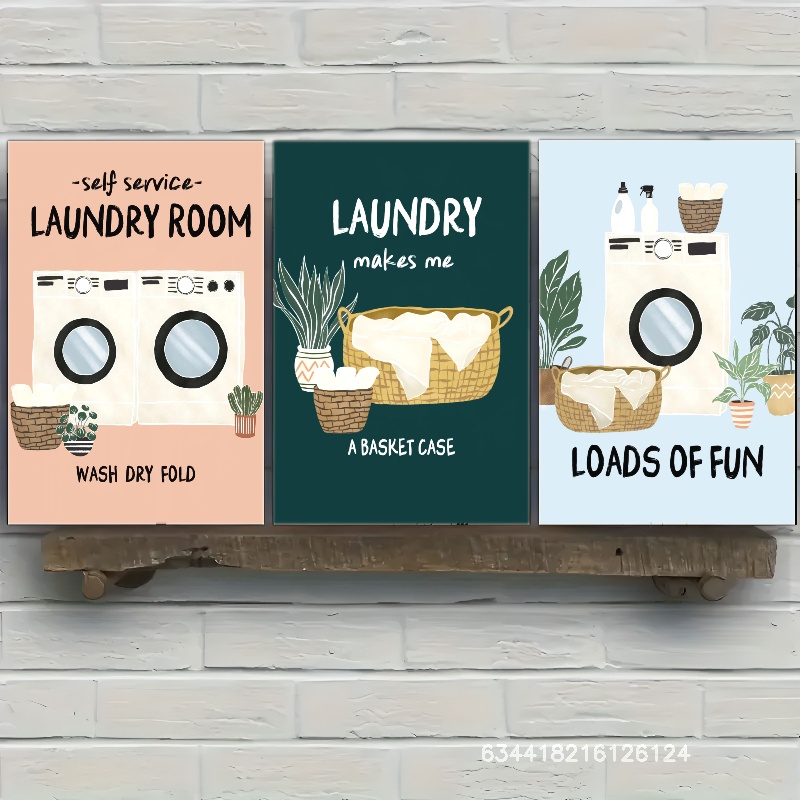 -self service-
LAUNDRY ROOM
WASH DRY FOLD
LAUNDRY
makes me
A BASKET CASE
LOADS OF FUN
634418216126124